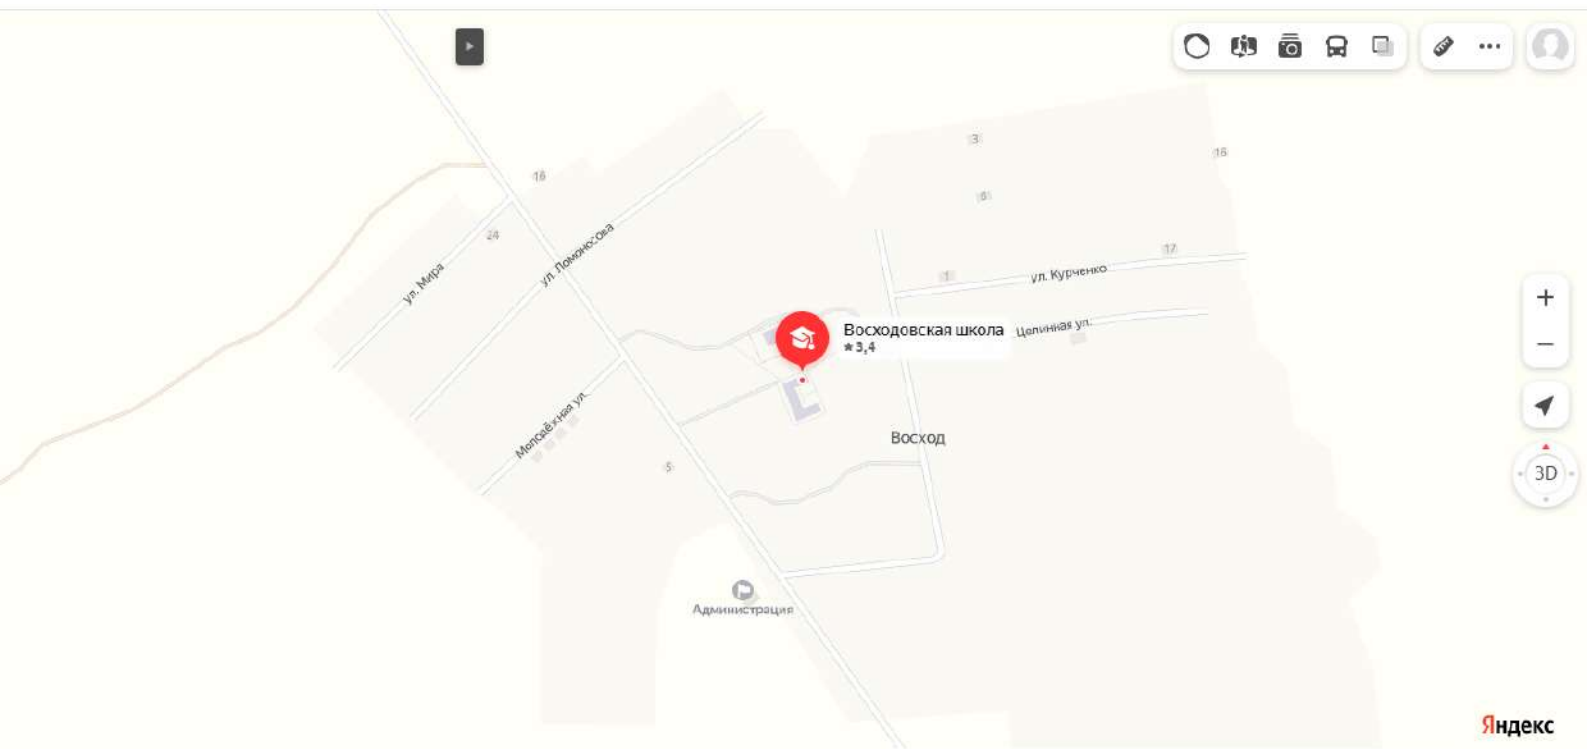 3
16
16
6
24
ул. Ломоносова
17
ул. Мира
1
ул. Курченко
Восходовская школа
3,4
Целинная ул.
Молодёжная ул.
Восход
5
3D
Администрация
Яндекс